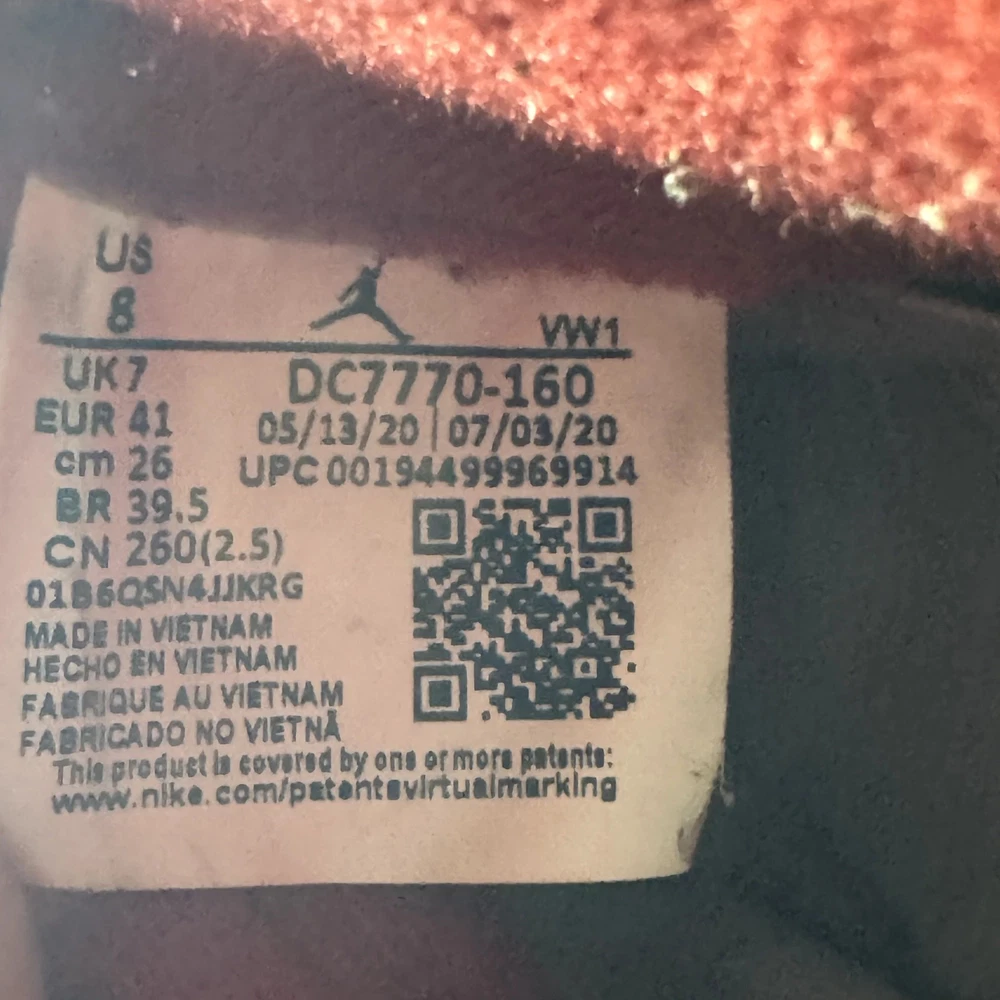 US
8
VW1
UK 7
DC7770-160
EUR 41
05/13/20 | 07/03/20
cm 26
UPC 00194499969914
BR 39.5
CN 260(2.5)
01B6QSN4JJKRG
MADE IN VIETNAM
HECHO EN VIETNAM
FABRIQUE AU VIETNAM
FABRICADO NO VIETNÃ
This product is covered by one or more patents:
www.nike.com/patentsvirtualmarking